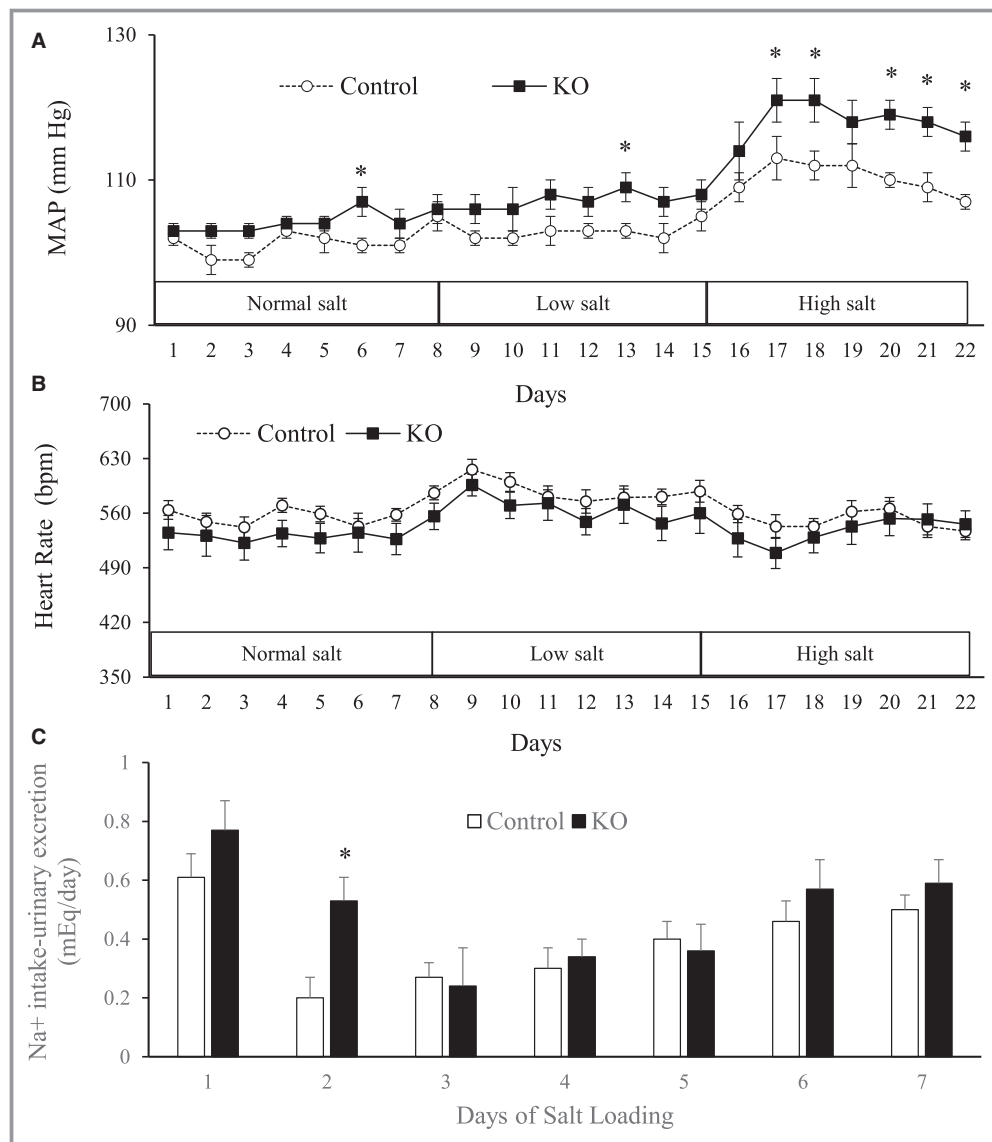 A
130
Control KO
* * * * *
* *
110
MAP (mm Hg)
Normal salt Low salt High salt
90
1 2 3 4 5 6 7 8 9 10 11 12 13 14 15 16 17 18 19 20 21 22
Days
B
700
Control KO
630
560
490
420
Heart Rate (bpm)
Normal salt Low salt High salt
350
1 2 3 4 5 6 7 8 9 10 11 12 13 14 15 16 17 18 19 20 21 22
Days
C
1
Control KO
0.8
*
0.6
0.4
0.2
0
Na+ intake-urinary excretion
(mEq/day)
1 2 3 4 5 6 7
Days of Salt Loading